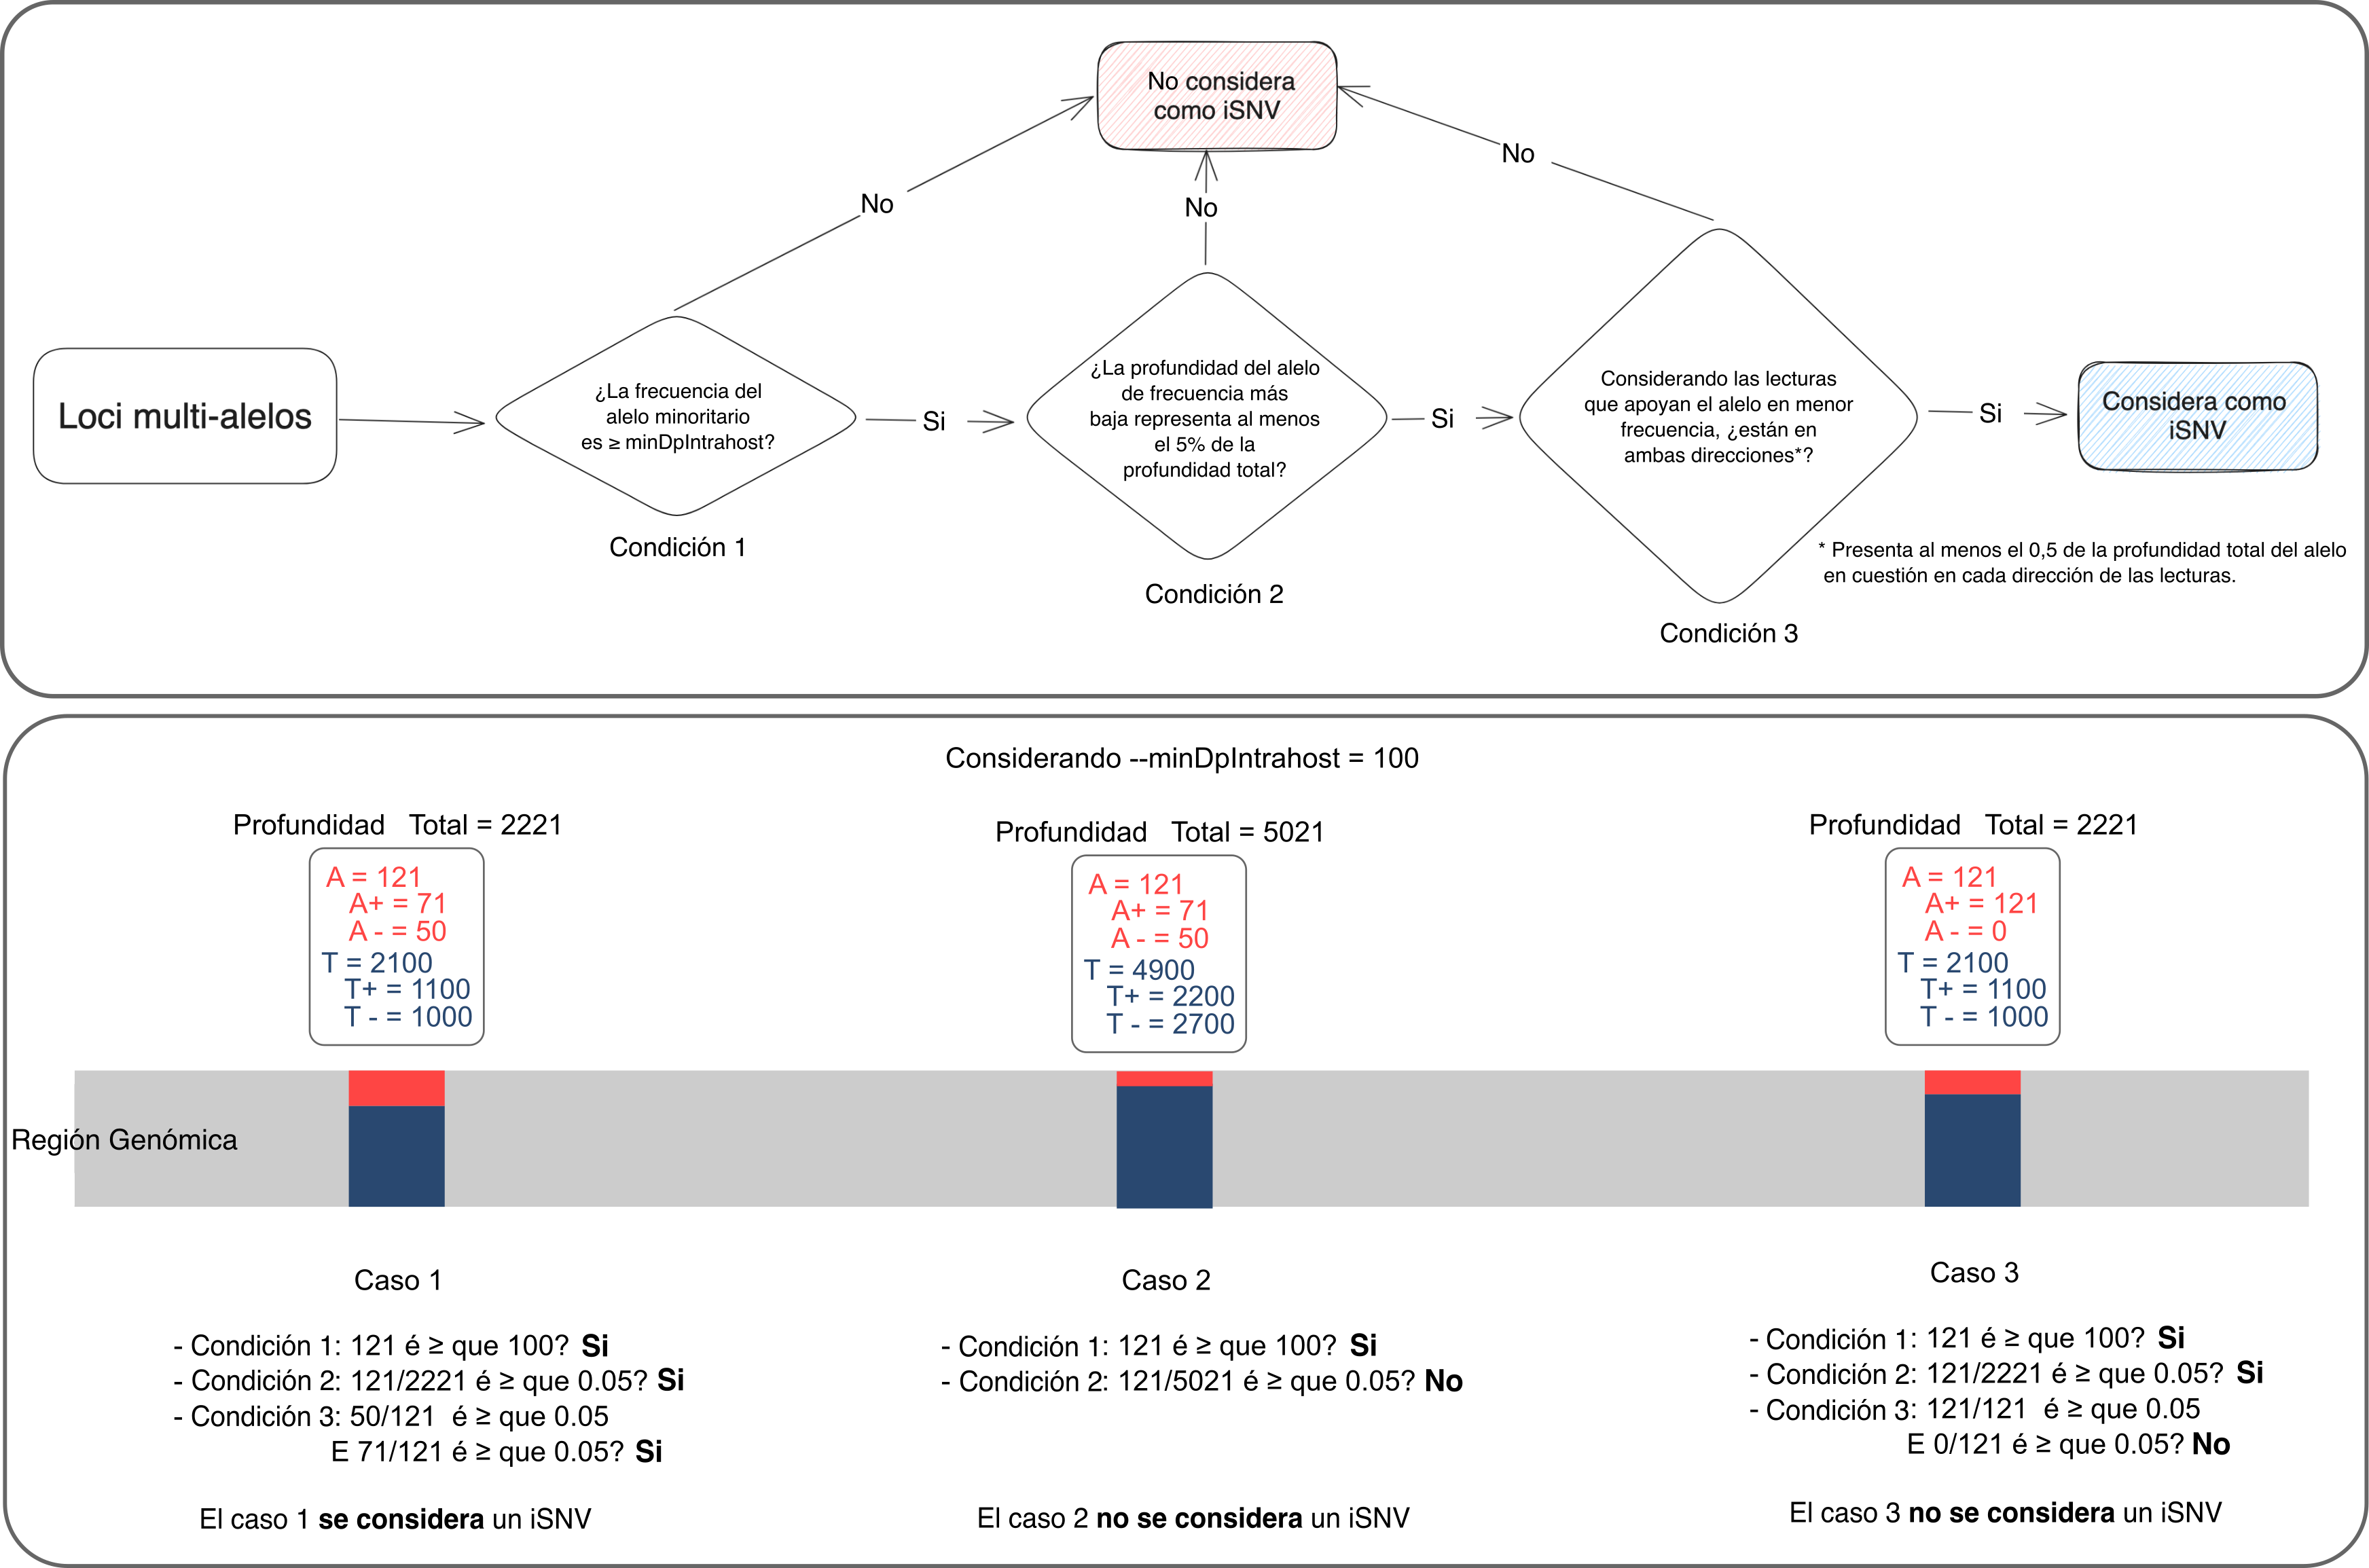 No considera
como iSNV
No
No
No
Loci multi-alelos
¿La frecuencia del
alelo minoritario
es ≥ minDpIntrahost?
Condición 1
Si
¿La profundidad del alelo
de frecuencia más
baja representa al menos
el 5% de la
profundidad total?
Condición 2
Si
Considerando las lecturas
que apoyan el alelo en menor
frecuencia, ¿están en
ambas direcciones*?
Condición 3
Si
Considera como
iSNV
* Presenta al menos el 0,5 de la profundidad total del alelo
en cuestión en cada dirección de las lecturas.
Considerando --minDpIntrahost = 100
Profundidad Total = 2221
A = 121
A+ = 71
A - = 50
T = 2100
T+ = 1100
T - = 1000
Profundidad Total = 5021
A = 121
A+ = 71
A - = 50
T = 4900
T+ = 2200
T - = 2700
Profundidad Total = 2221
A = 121
A+ = 121
A - = 0
T = 2100
T+ = 1100
T - = 1000
Región Genómica
Caso 1
- Condición 1: 121 é ≥ que 100? Si
- Condición 2: 121/2221 é ≥ que 0.05? Si
- Condición 3: 50/121 é ≥ que 0.05
E 71/121 é ≥ que 0.05? Si
El caso 1 se considera un iSNV
Caso 2
- Condición 1: 121 é ≥ que 100? Si
- Condición 2: 121/5021 é ≥ que 0.05? No
El caso 2 no se considera un iSNV
Caso 3
- Condición 1: 121 é ≥ que 100? Si
- Condición 2: 121/2221 é ≥ que 0.05? Si
- Condición 3: 121/121 é ≥ que 0.05
E 0/121 é ≥ que 0.05? No
El caso 3 no se considera un iSNV